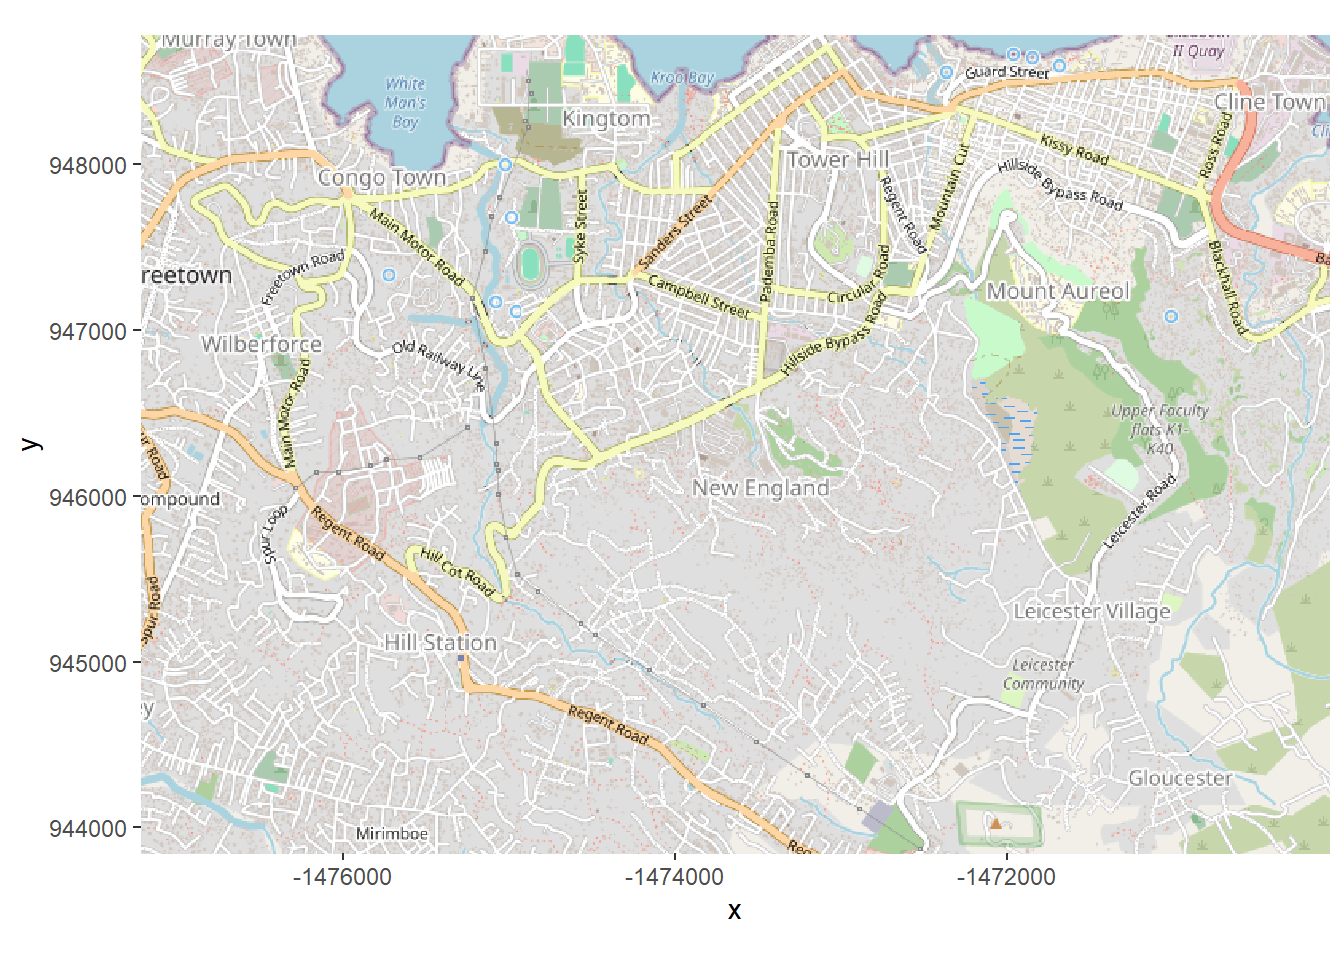 Murray Town
II Quay
White
Man's
Bay
Kroo Bay
Guard Street
Cline Town
Kingtom
Kissy Road
Ross Road
Tower Hill
Congo Town
Hillside Bypass Road
Mountain Cut
Regent Road
Main Motor Road
Syke Street
Sanders Street
Pademba Road
Circular Road
Blackhall Road
Freetown Road
reetown
Campbell Street
Mount Aureol
Wilberforce
Old Railway Line
Hillside Bypass Road
Main Motor Road
Upper Faculty
flats K1-
K40
New England
ompound
Spur Loop
Regent Road
Leicester Road
Hill Cot Road
Leicester Village
Hill Station
Leicester
Community
Regent Road
Gloucester
Mirimboe
948000
947000
946000
945000
944000
y
-1476000
-1474000
-1472000
x